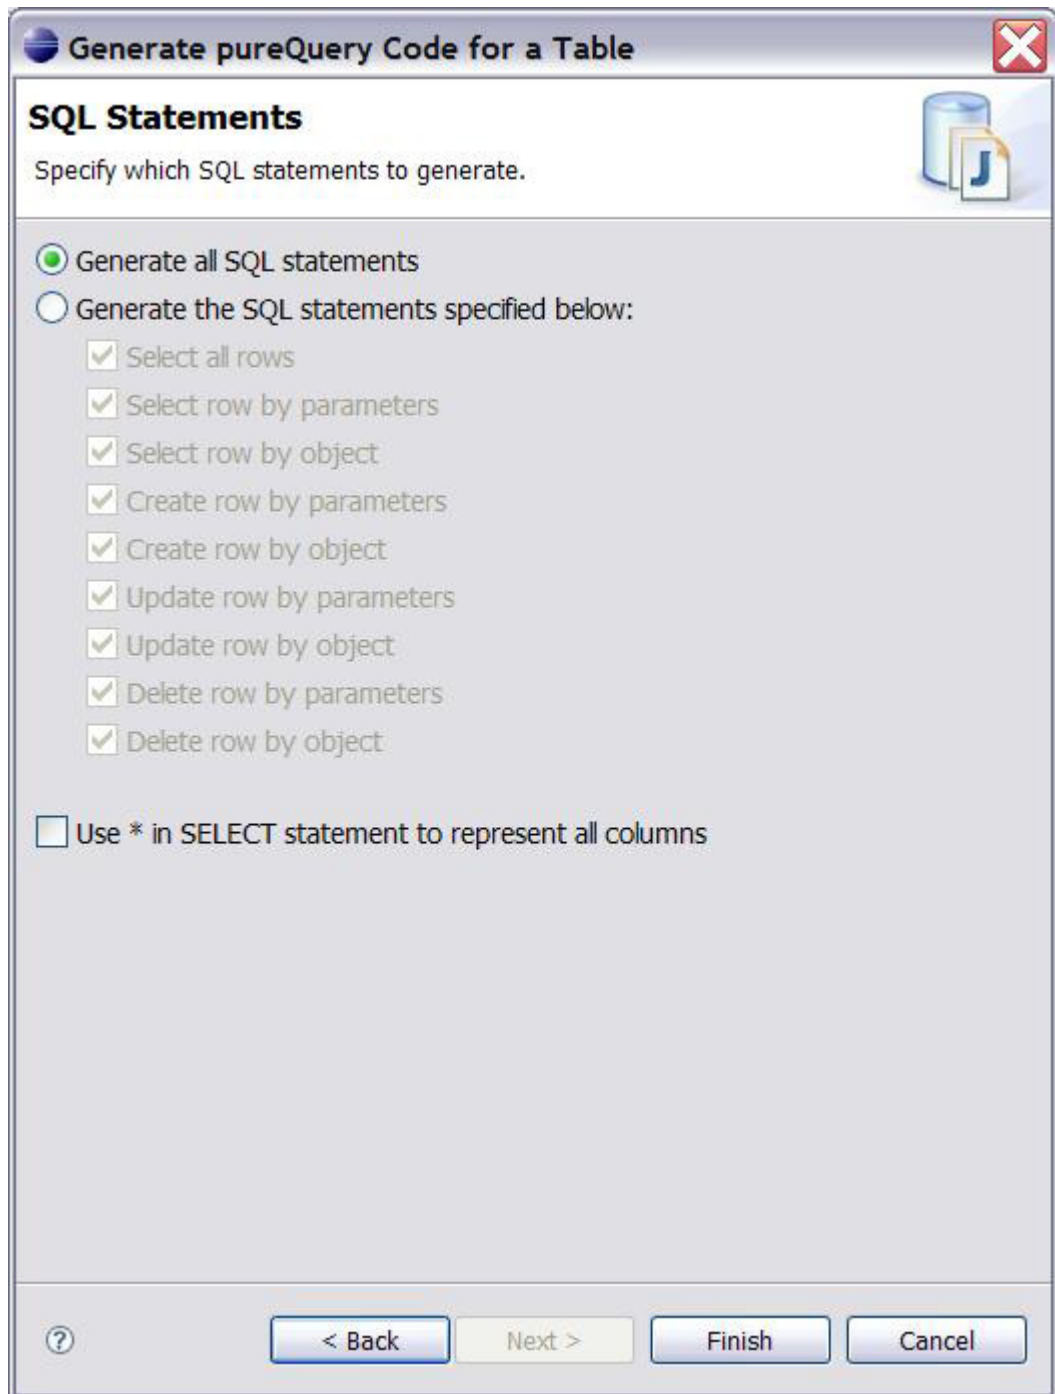 Generate pureQuery Code for a Table
SQL Statements
Specify which SQL statements to generate.
J
Generate all SQL statements
Generate the SQL statements specified below:
Select all rows
Select row by parameters
Select row by object
Create row by parameters
Create row by object
Update row by parameters
Update row by object
Delete row by parameters
Delete row by object
Use * in SELECT statement to represent all columns
? < Back Next > Finish Cancel